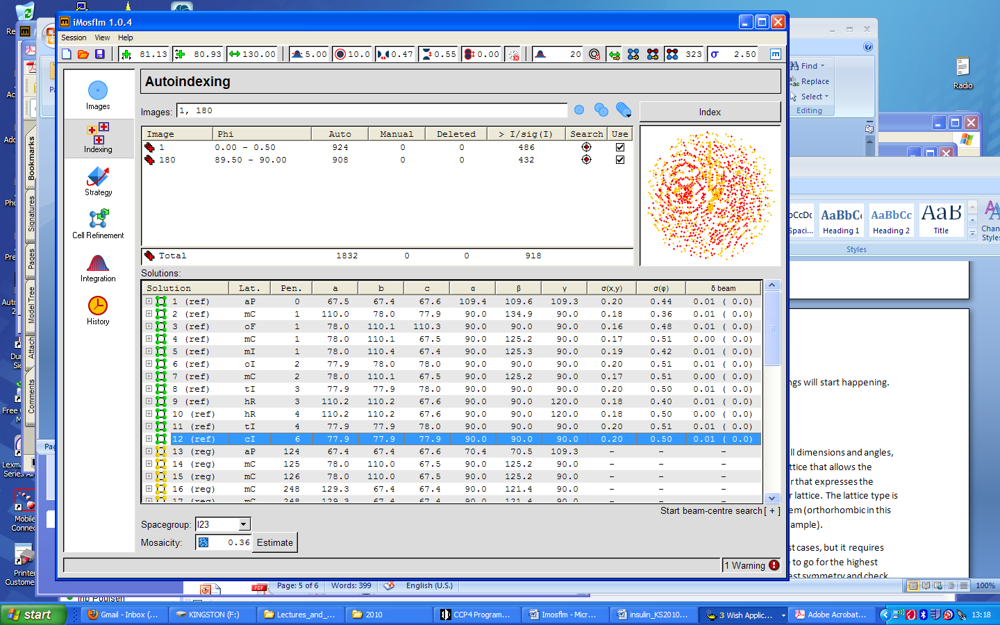 iMosflm 1.0.4
Session View Help
81.13 80.93 130.00 5.00 10.0 0.47 0.55 0.00 20 323 σ 2.50
Autoindexing
Images: 1, 180
Index
Image Phi Auto Manual Deleted > I/sig(I) Search Use
1 0.00 - 0.50 924 0 0 486
180 89.50 - 90.00 908 0 0 432
Total 1832 0 0 918
Solutions:
Solution Lat. Pen. a b c α β γ σ(x,y) σ(φ) δ beam
1 (ref) aP 0 67.5 67.4 67.6 109.4 109.6 109.3 0.20 0.44 0.01 ( 0.0)
2 (ref) mC 1 110.0 78.0 77.9 90.0 134.9 90.0 0.18 0.36 0.01 ( 0.0)
3 (ref) oF 1 78.0 110.1 110.3 90.0 90.0 90.0 0.16 0.48 0.01 ( 0.0)
4 (ref) mC 1 78.0 110.1 67.5 90.0 125.2 90.0 0.17 0.51 0.00 ( 0.0)
5 (ref) mI 1 78.0 110.4 67.4 90.0 125.3 90.0 0.19 0.42 0.01 ( 0.0)
6 (ref) oI 2 77.9 78.0 78.0 90.0 90.0 90.0 0.20 0.51 0.01 ( 0.0)
7 (ref) mC 2 78.0 110.1 67.5 90.0 125.2 90.0 0.17 0.51 0.00 ( 0.0)
8 (ref) tI 3 77.9 77.9 78.0 90.0 90.0 90.0 0.20 0.50 0.01 ( 0.0)
9 (ref) hR 3 110.2 110.2 67.6 90.0 90.0 120.0 0.18 0.40 0.01 ( 0.0)
10 (ref) hR 4 110.2 110.2 67.6 90.0 90.0 120.0 0.18 0.50 0.00 ( 0.0)
11 (ref) tI 4 77.9 77.9 78.0 90.0 90.0 90.0 0.20 0.51 0.01 ( 0.0)
12 (ref) cI 6 77.9 77.9 77.9 90.0 90.0 90.0 0.20 0.50 0.01 ( 0.0)
13 (reg) aP 124 67.4 67.4 67.6 70.4 70.5 109.3 - - -
14 (reg) mC 125 78.0 110.0 67.5 90.0 125.2 90.0 - - -
15 (reg) mC 126 78.0 110.0 67.5 90.0 125.2 90.0 - - -
16 (reg) mC 248 129.3 67.4 67.4 90.0 121.4 90.0 - - -
17 (reg) mC 248 129.3 67.4 67.4 90.0 121.4 90.0 - - -
Start beam-centre search [ + ]
Spacegroup: I23
Mosaicity: 0.36 Estimate
1 Warning
Images
Indexing
Strategy
Cell Refinement
Integration
History
Bookmarks
Signatures
Pages
Model Tree
Attach
Comments
Find
Replace
Select
Editing
Radio
AaBbC AaBbCc AaB
Spaci... Heading 1 Heading 2 Title
Styles
ngs will start happening.
ll dimensions and angles,
ttice that allows the
r that expresses the
r lattice. The lattice type is
em (orthorhombic in this
ample).
st cases, but it requires
e to go for the highest
est symmetry and check
Page: 5 of 6 Words: 399 English (U.S.) 100%
start Gmail - Inbox (... KINGSTON (F:) Lectures_and_... 2010 CCP4 Program... Imosflm - Micr... insulin_KS2010... 3 Wish Applic... Adobe Acrobat... 13:18